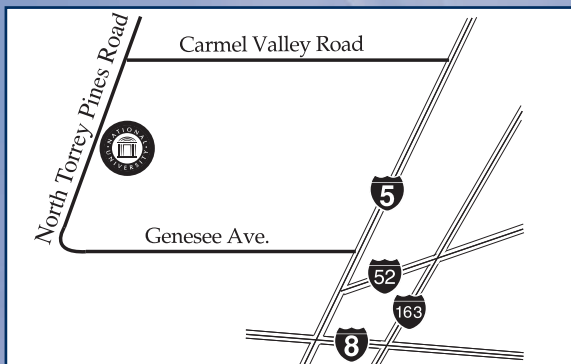 Carmel Valley Road
North Torrey Pines Road
NATIONAL
UNIVERSITY
5
Genesee Ave.
52
163
8